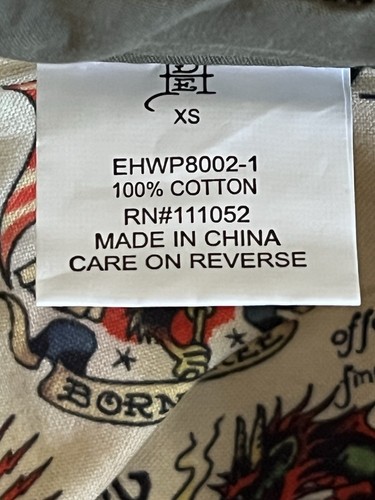 XS
EHWP8002-1
100% COTTON
RN#111052
MADE IN CHINA
CARE ON REVERSE
BORN